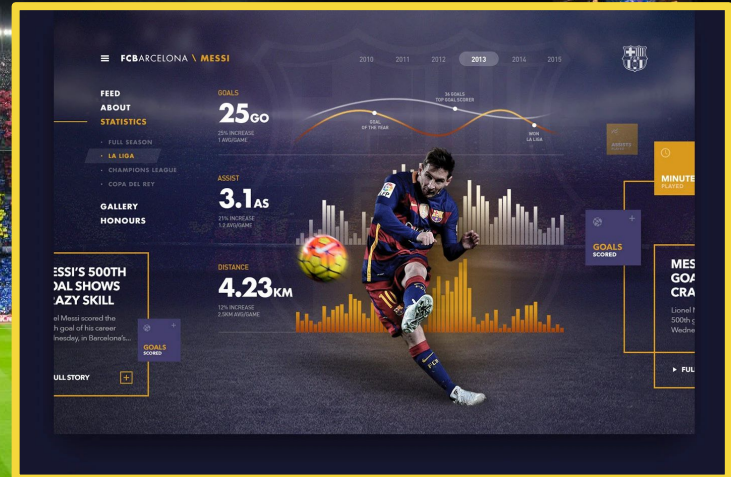 FCBARCELONA \ MESSI
2010 2011 2012 2013 2014 2015
FEED
ABOUT
STATISTICS
• FULL SEASON
• LA LIGA
• CHAMPIONS LEAGUE
• COPA DEL REY
GALLERY
HONOURS
GOALS
25GO
25% INCREASE
1 AVG/GAME
34 GOALS
TOP GOAL SCORER
GOAL
OF THE YEAR
WON
LA LIGA
ASSIST
3.1AS
21% INCREASE
1.2 AVG/GAME
DISTANCE
4.23KM
12% INCREASE
2.5KM AVG/GAME
ASSISTS
MINUTE
PLAYED
GOALS
SCORED
ESSI'S 500TH
OAL SHOWS
AZY SKILL
el Messi scored the
h goal of his career
nesday, in Barcelona's...
ULL STORY
GOALS
SCORED
MES
GOA
CRA
Lionel M
500th g
Wedne
FUL